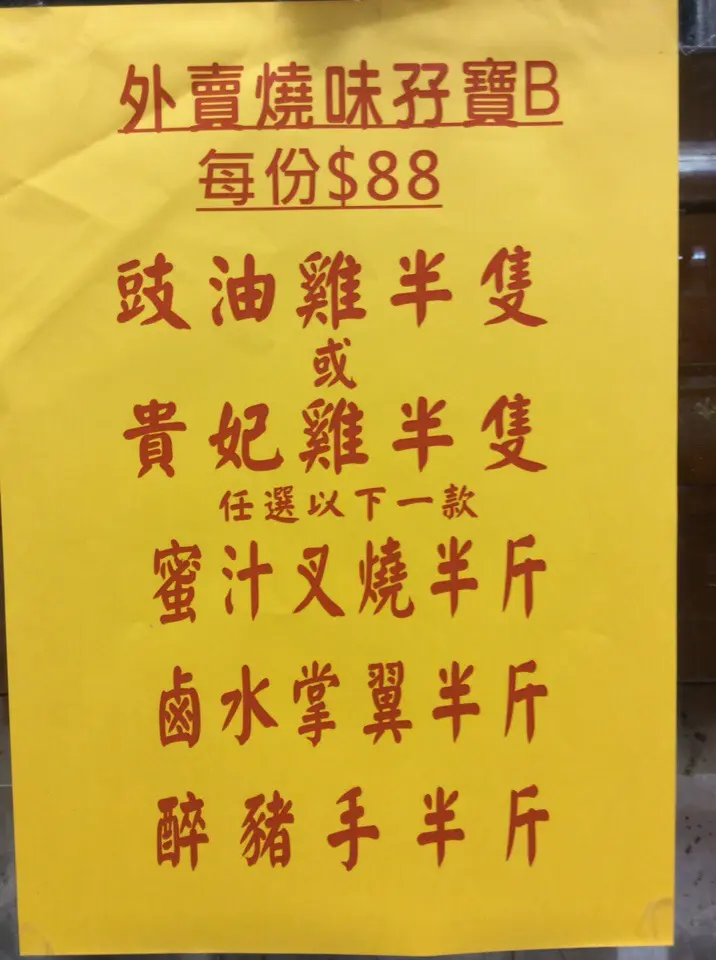 外賣燒味孖寶B
每份$88
豉油雞半隻
或
貴妃雞半隻
任選以下一款
蜜汁叉燒半斤
鹵水掌翼半斤
醉豬手半斤